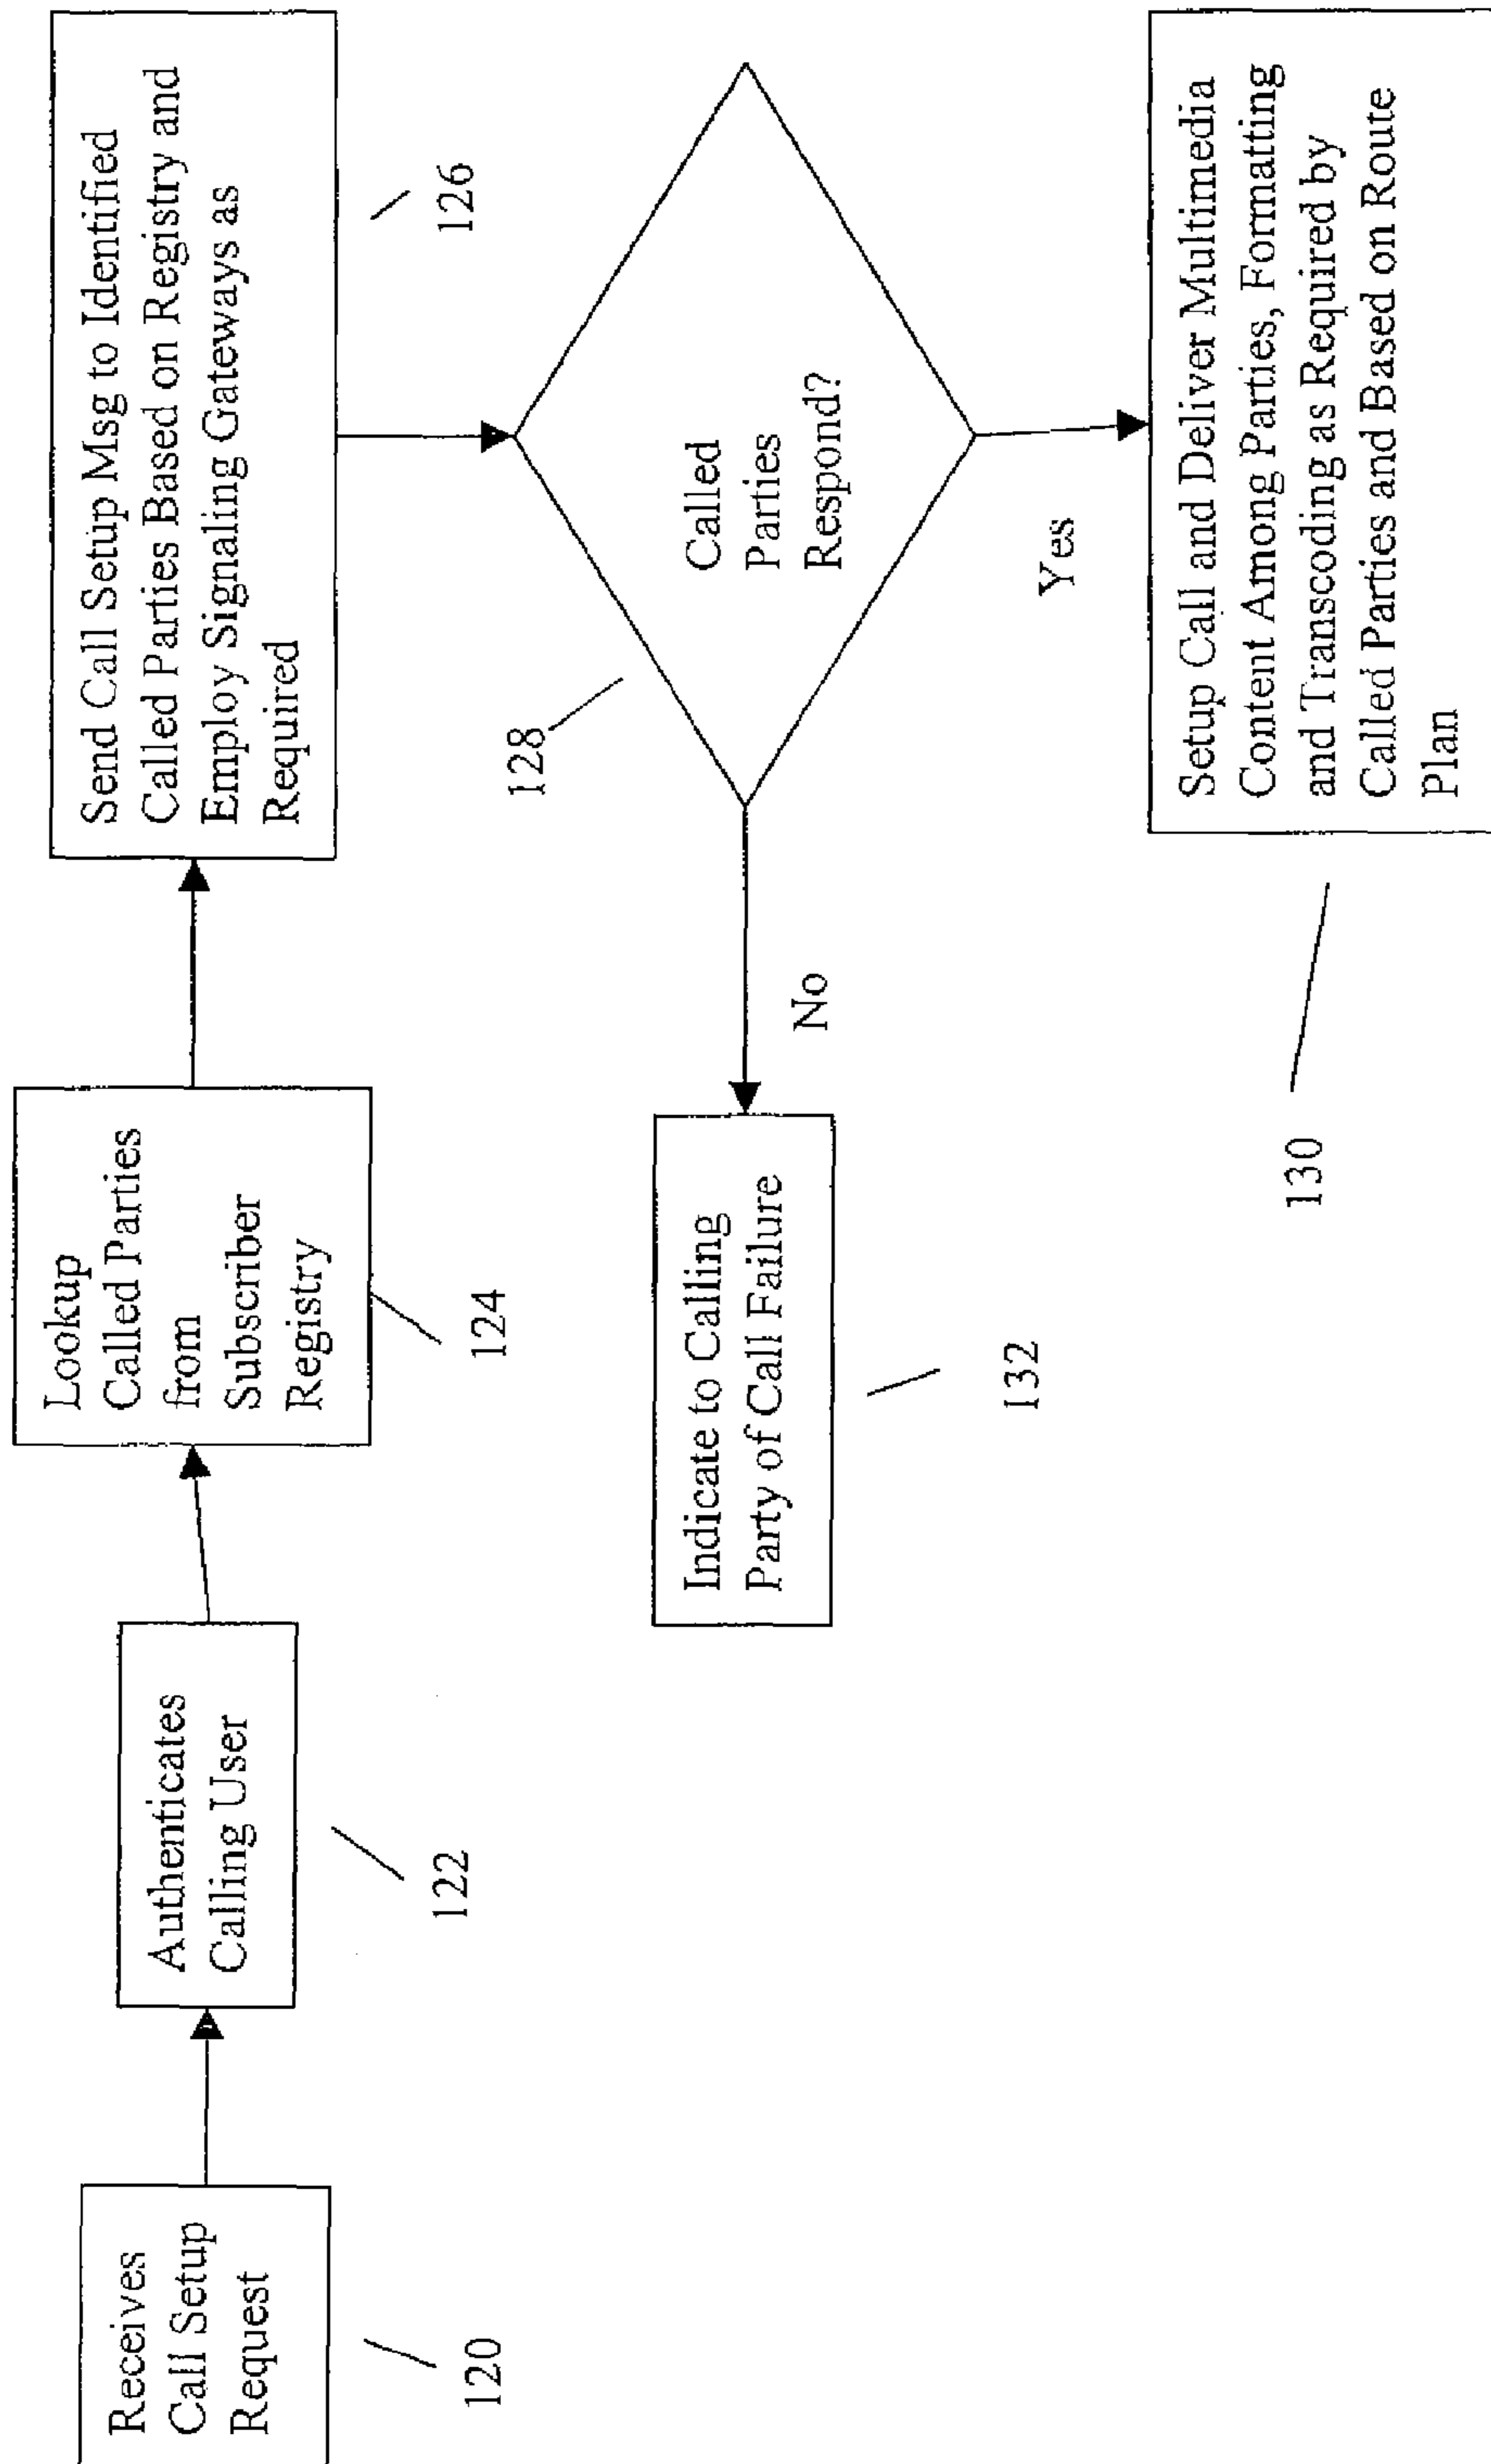 Receives
Call Setup
Request
120
Authenticates
Calling User
122
Lookup
Called Parties
from
Subscriber
Registry
124
Send Call Setup Msg to Identified
Called Parties Based on Registry and
Employ Signaling Gateways as
Required
126
Called
Parties
Respond?
128
No
Indicate to Calling
Party of Call Failure
132
Yes
Setup Call and Deliver Multimedia
Content Among Parties, Formatting
and Transcoding as Required by
Called Parties and Based on Route
Plan
130